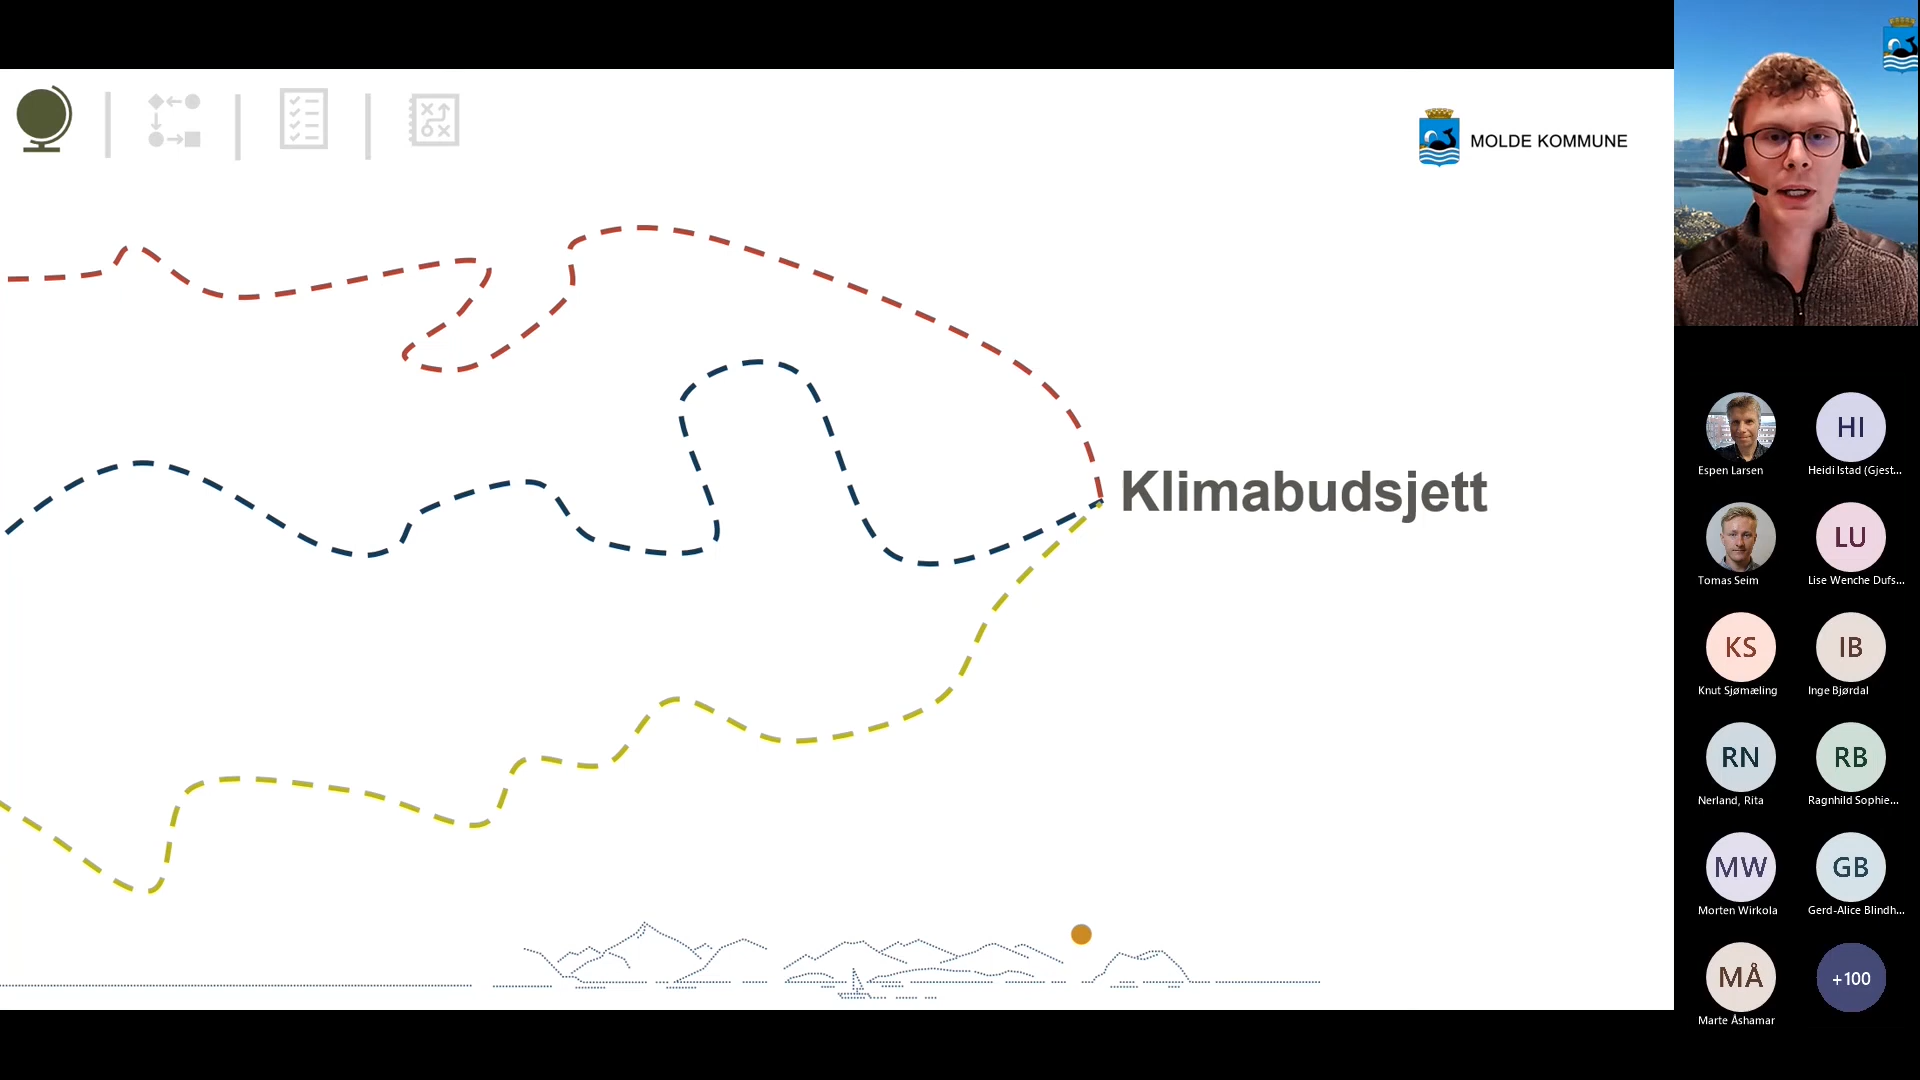 MOLDE KOMMUNE
Klimabudsjett
Espen Larsen
HI
Heidi Istad (Gjest...
Tomas Seim
LU
Lise Wenche Dufs...
KS
Knut Sjømæling
IB
Inge Bjørdal
RN
Nerland, Rita
RB
Ragnhild Sophie...
MW
Morten Wirkola
GB
Gerd-Alice Blindh...
MÅ
Marte Åshamar
+100